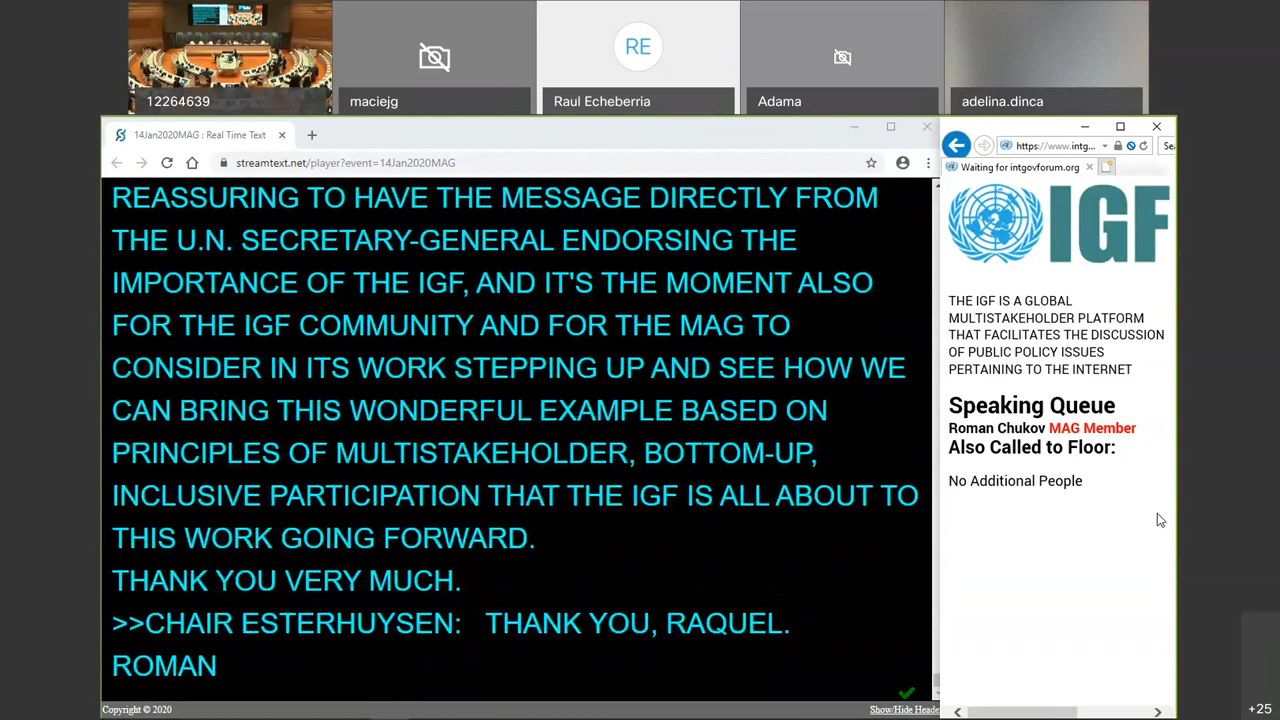 RE
12264639
maciejg
Raul Echeberria
Adama
adelina.dinca
14Jan2020MAG : Real Time Text
streamtext.net/player?event=14Jan2020MAG
REASSURING TO HAVE THE MESSAGE DIRECTLY FROM
THE U.N. SECRETARY-GENERAL ENDORSING THE
IMPORTANCE OF THE IGF, AND IT'S THE MOMENT ALSO
FOR THE IGF COMMUNITY AND FOR THE MAG TO
CONSIDER IN ITS WORK STEPPING UP AND SEE HOW WE
CAN BRING THIS WONDERFUL EXAMPLE BASED ON
PRINCIPLES OF MULTISTAKEHOLDER, BOTTOM-UP,
INCLUSIVE PARTICIPATION THAT THE IGF IS ALL ABOUT TO
THIS WORK GOING FORWARD.
THANK YOU VERY MUCH.
>>CHAIR ESTERHUYSEN: THANK YOU, RAQUEL.
ROMAN
Copyright © 2020
Show/Hide Heade
https://www.intg...
Sea
Waiting for intgovforum.org
IGF
THE IGF IS A GLOBAL
MULTISTAKEHOLDER PLATFORM
THAT FACILITATES THE DISCUSSION
OF PUBLIC POLICY ISSUES
PERTAINING TO THE INTERNET
Speaking Queue
Roman Chukov MAG Member
Also Called to Floor:
No Additional People
+25